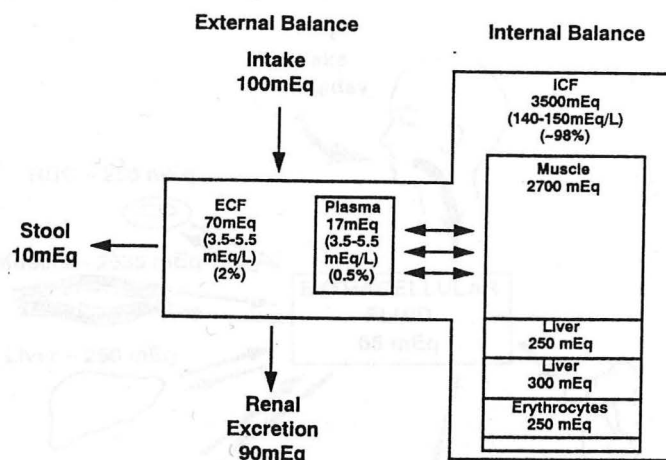 External Balance
Internal Balance
Intake
100mEq
ICF
3500mEq
(140-150mEq/L)
(~98%)
Muscle
2700 mEq
ECF
70mEq
(3.5-5.5
mEq/L)
(2%)
Plasma
17mEq
(3.5-5.5
mEq/L)
(0.5%)
Stool
10mEq
Liver
250 mEq
Liver
300 mEq
Erythrocytes
250 mEq
Renal
Excretion
90mEq